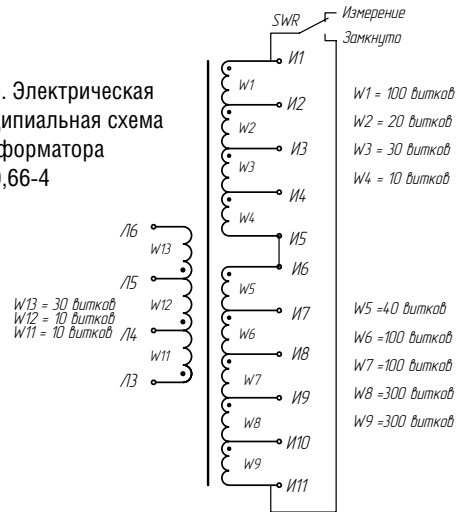 SWR
Измерение
Замкнуто
. Электрическая
ципиальная схема
форматора
0,66-4
И1
W1
И2
W2
И3
W3
И4
W4
И5
И6
W5
И7
W6
И8
W7
И9
W8
И10
W9
И11
W1 = 100 витков
W2 = 20 витков
W3 = 30 витков
W4 = 10 витков
W5 =40 витков
W6 =100 витков
W7 =100 витков
W8 =300 витков
W9 =300 витков
Л6
W13
Л5
W12
Л4
W11
Л3
W13 = 30 витков
W12 = 10 витков
W11 = 10 витков